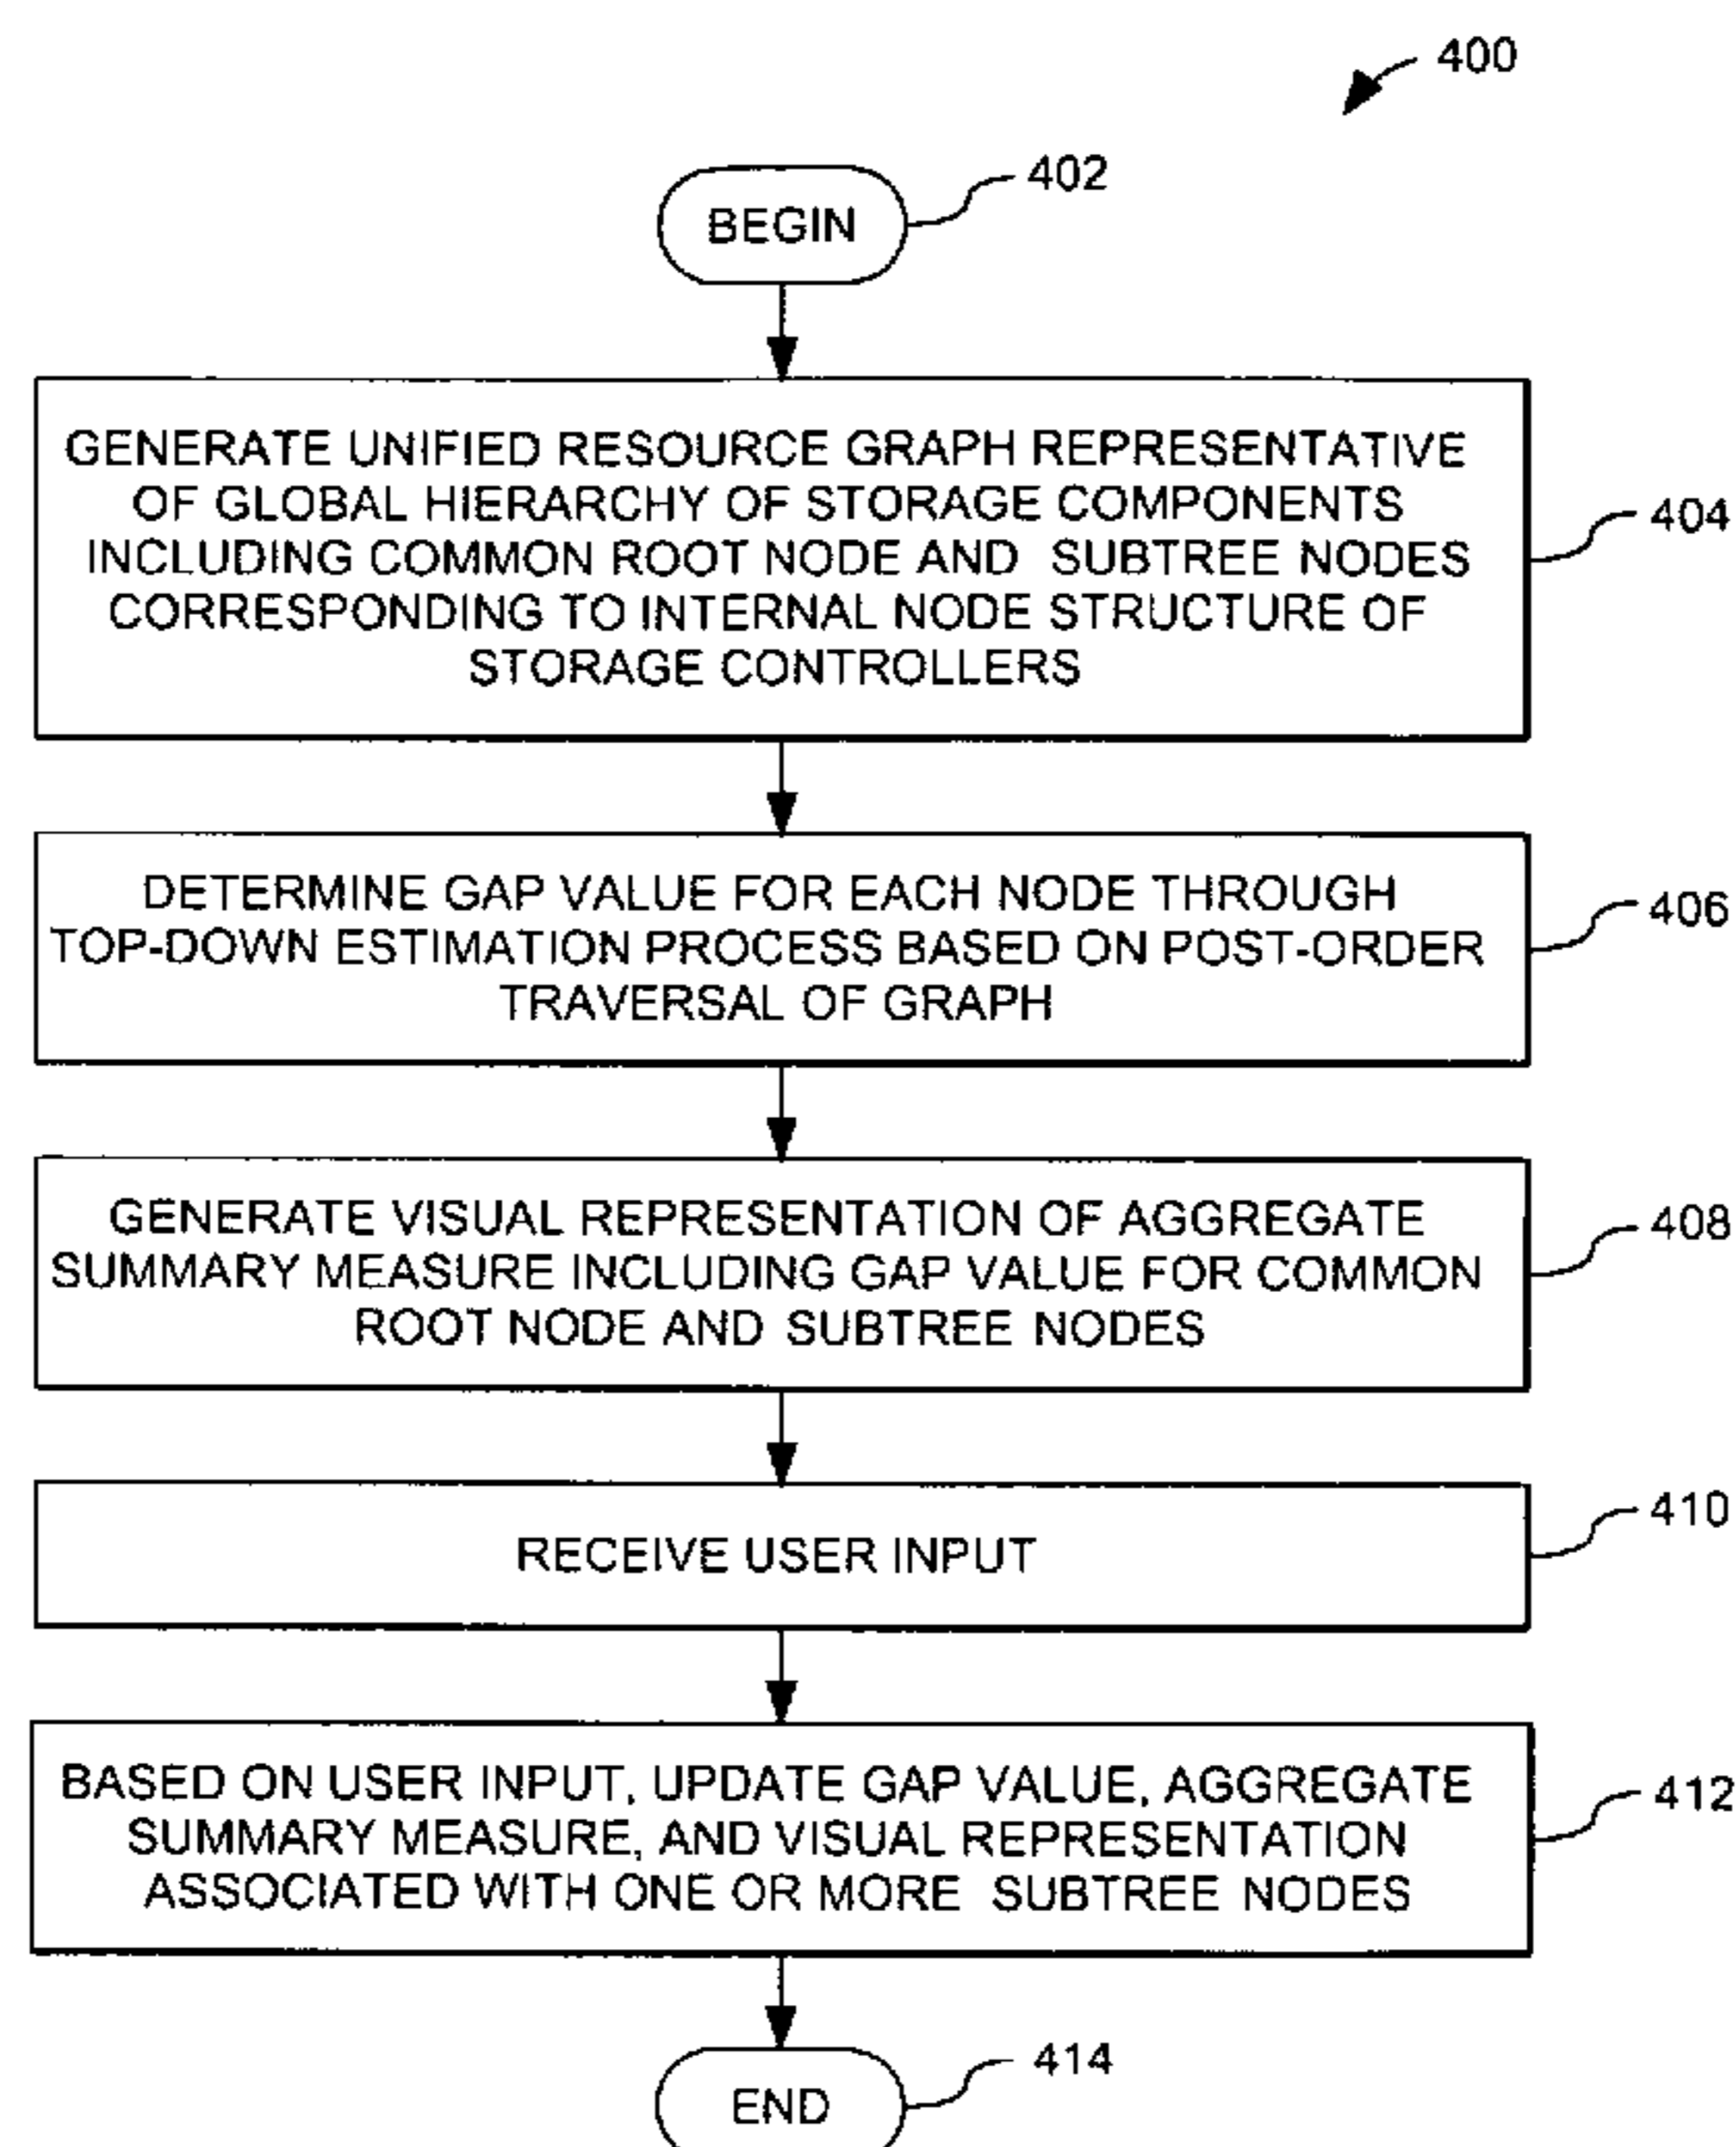 400
BEGIN
402
GENERATE UNIFIED RESOURCE GRAPH REPRESENTATIVE
OF GLOBAL HIERARCHY OF STORAGE COMPONENTS
INCLUDING COMMON ROOT NODE AND SUBTREE NODES
CORRESPONDING TO INTERNAL NODE STRUCTURE OF
STORAGE CONTROLLERS
404
DETERMINE GAP VALUE FOR EACH NODE THROUGH
TOP-DOWN ESTIMATION PROCESS BASED ON POST-ORDER
TRAVERSAL OF GRAPH
406
GENERATE VISUAL REPRESENTATION OF AGGREGATE
SUMMARY MEASURE INCLUDING GAP VALUE FOR COMMON
ROOT NODE AND SUBTREE NODES
408
RECEIVE USER INPUT
410
BASED ON USER INPUT, UPDATE GAP VALUE, AGGREGATE
SUMMARY MEASURE, AND VISUAL REPRESENTATION
ASSOCIATED WITH ONE OR MORE SUBTREE NODES
412
END
414